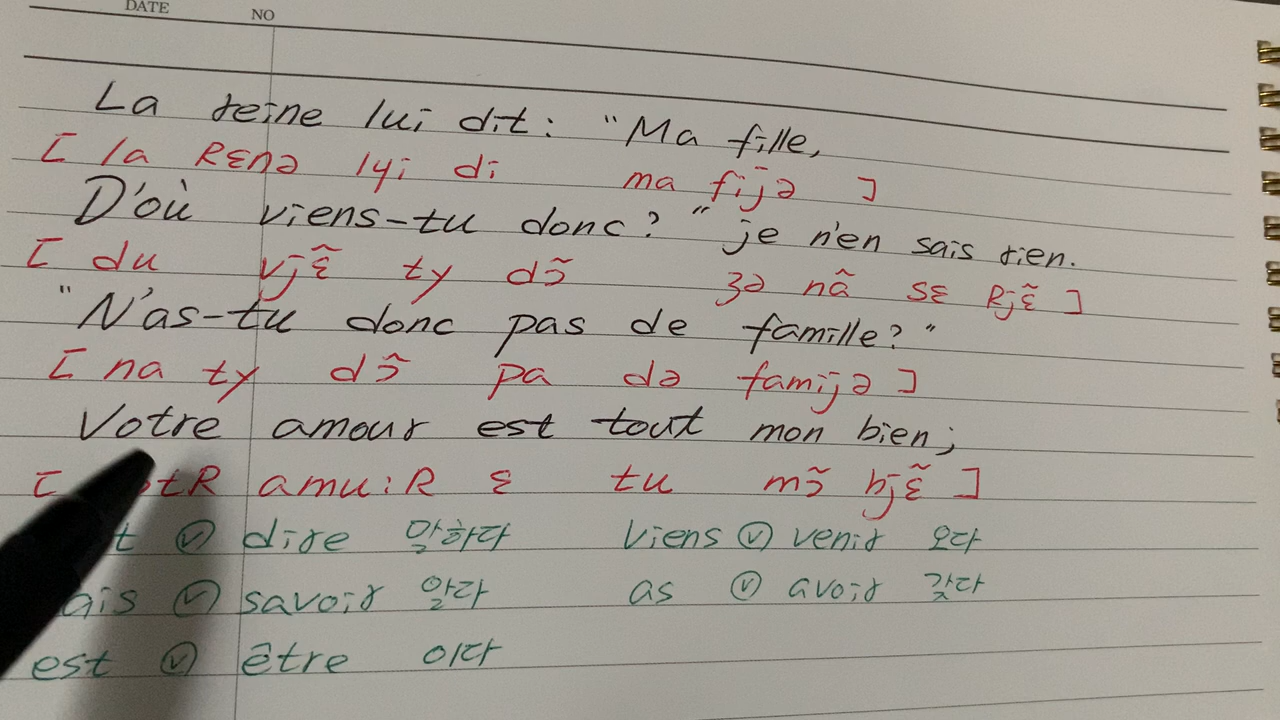 DATE NO
La reine lui dit : “Ma fille,
[ la Rɛnə lɥi di ma fijə ]
D'où viens-tu donc ? “ je n'en sais rien.
[ du vjɛ̃ ty dɔ̃ ʒə nɑ̃ sɛ Rjɛ̃ ]
“N'as-tu donc pas de famille ? ”
[ na ty dɔ̃ pa də famijə ]
Votre amour est tout mon bien ;
[ amu:R ɛ tu mɔ̃ bjɛ̃ ]
ⓥ dire 말하다 viens ⓥ venir 오다
ⓥ savoir 알다 as ⓥ avoir 갖다
est ⓥ être 이다